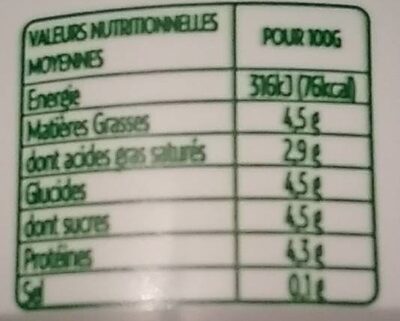 VALEURS NUTRITIONNELLES
MOYENNES POUR 100G
Energie 316kJ (76kcal)
Matières Grasses 4,5 g
dont acides gras saturés 2,9 g
Glucides 4,5 g
dont sucres 4,5 g
Protéines 4,3 g
Sel 0,1 g